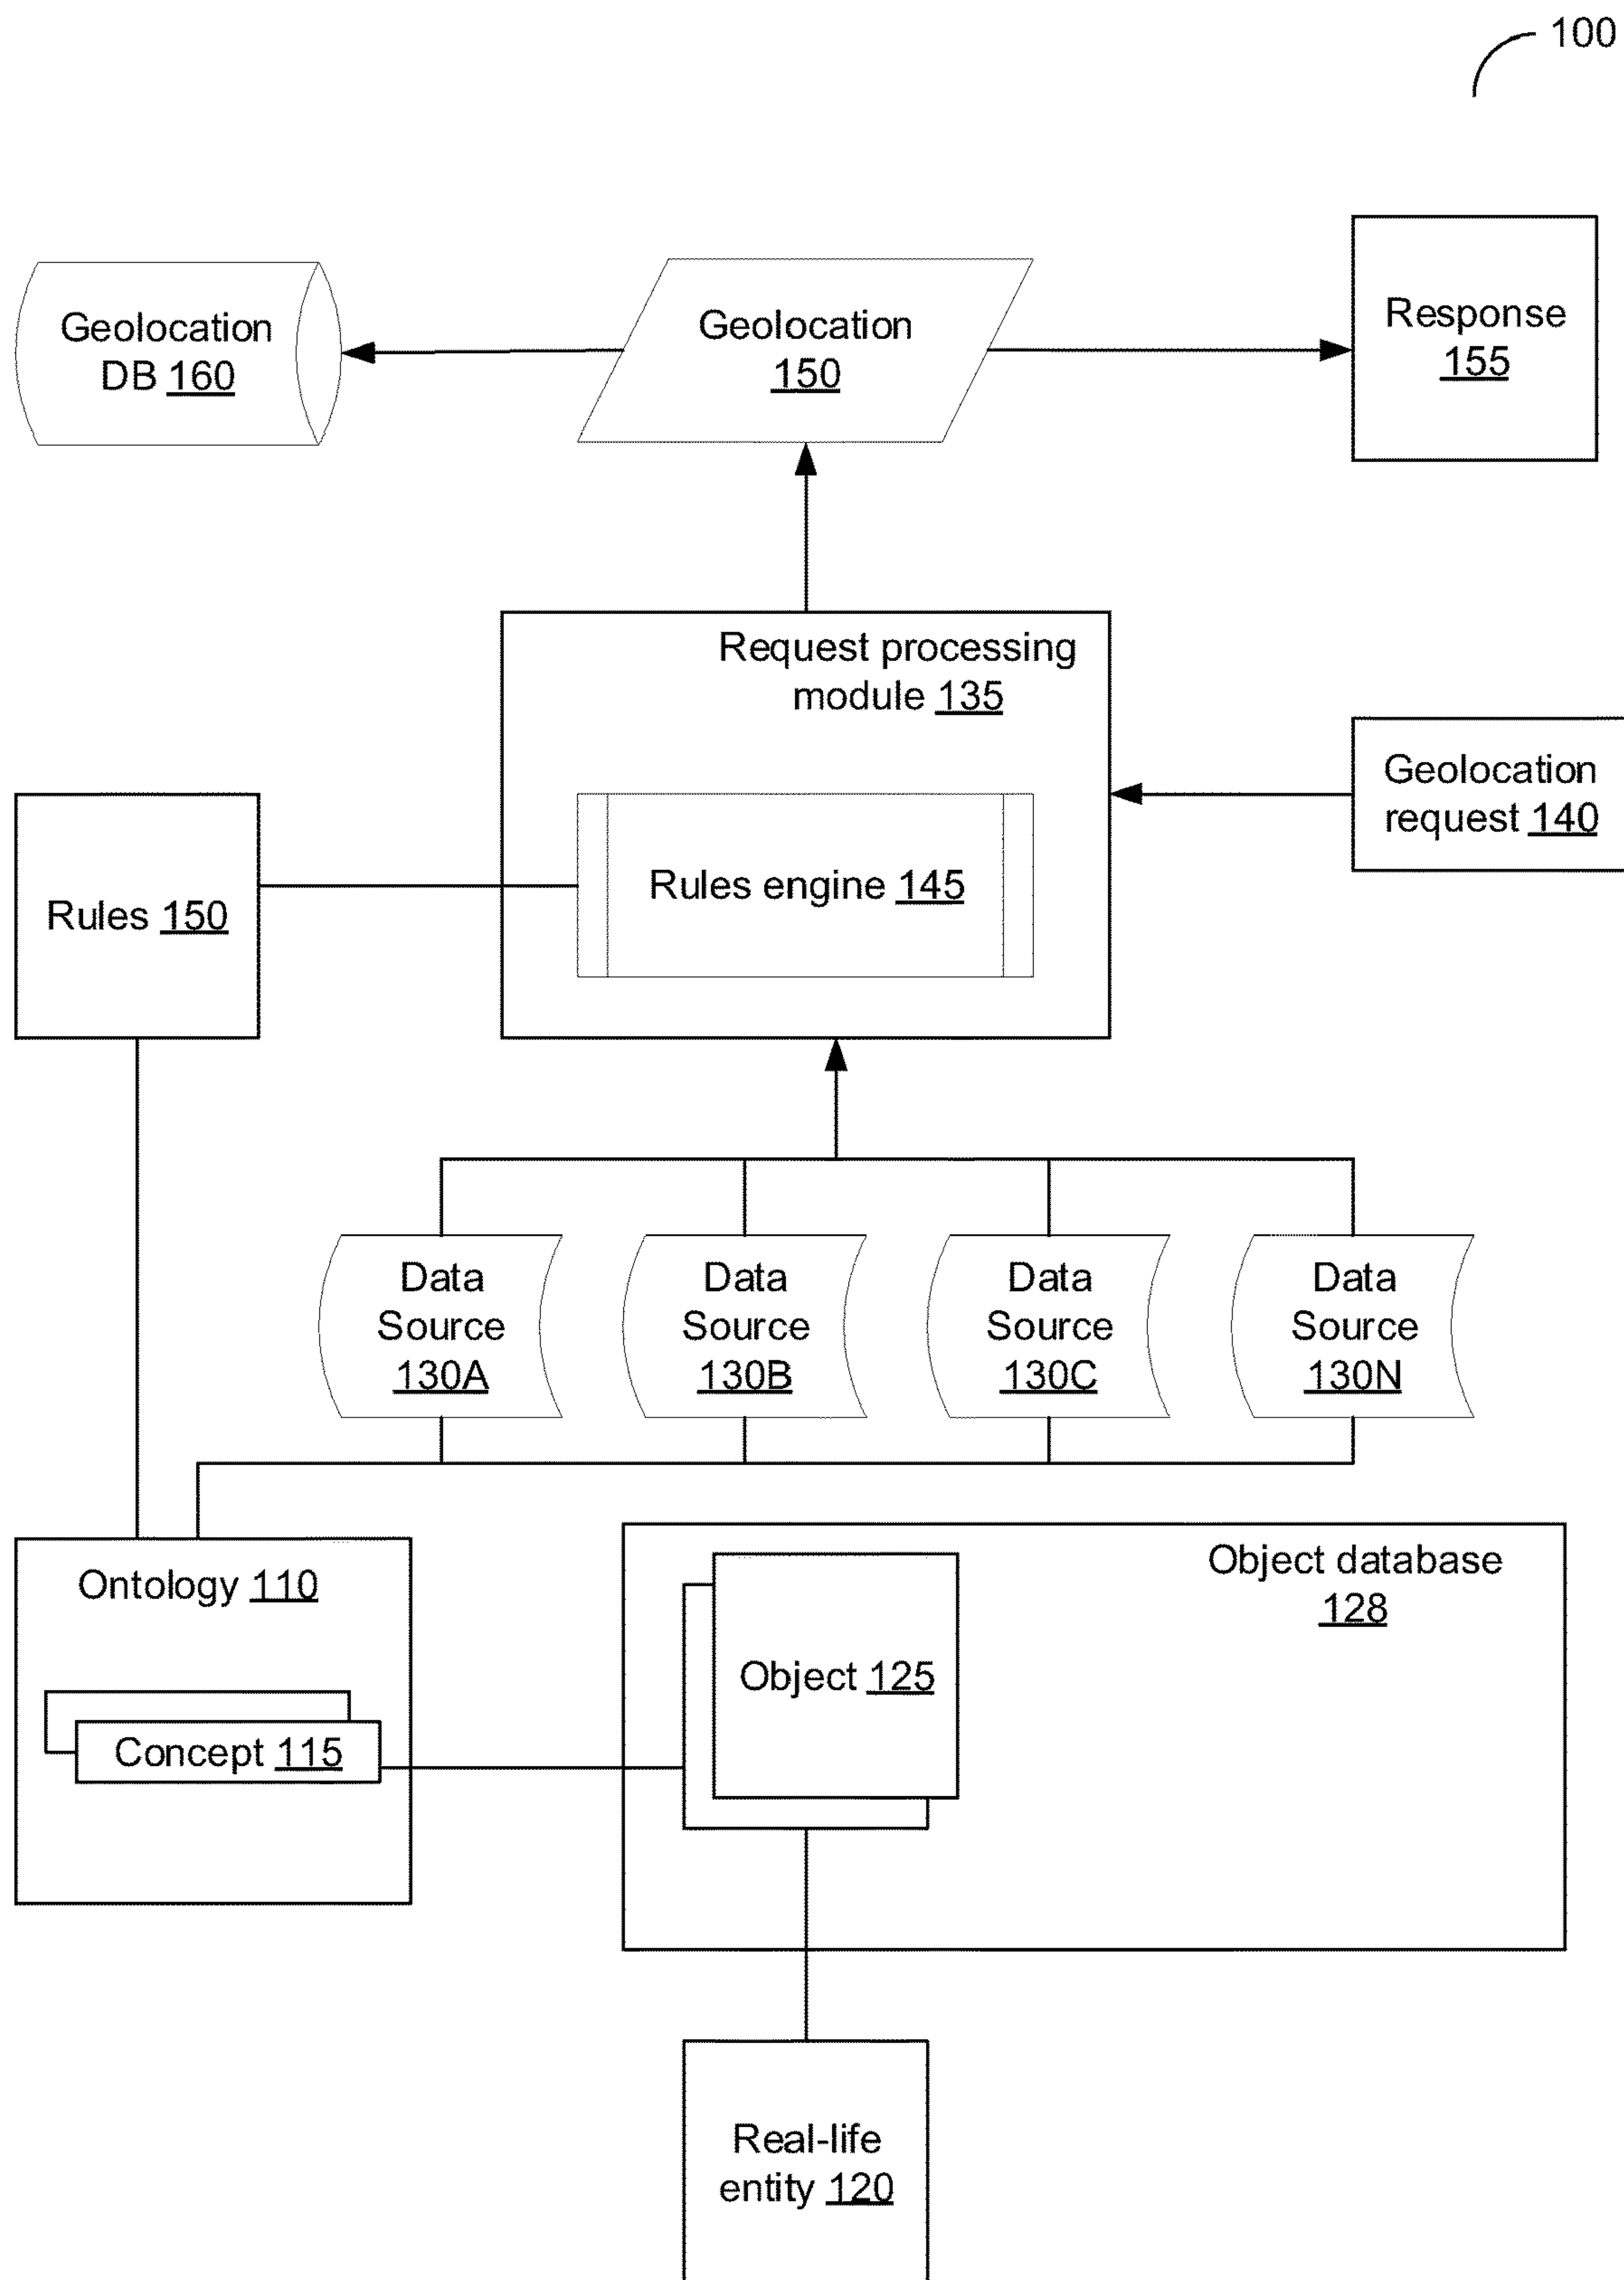 100
Geolocation
DB 160
Geolocation
150
Response
155
Request processing
module 135
Geolocation
request 140
Rules 150
Rules engine 145
Data
Source
130A
Data
Source
130B
Data
Source
130C
Data
Source
130N
Ontology 110
Concept 115
Object database
128
Object 125
Real-life
entity 120